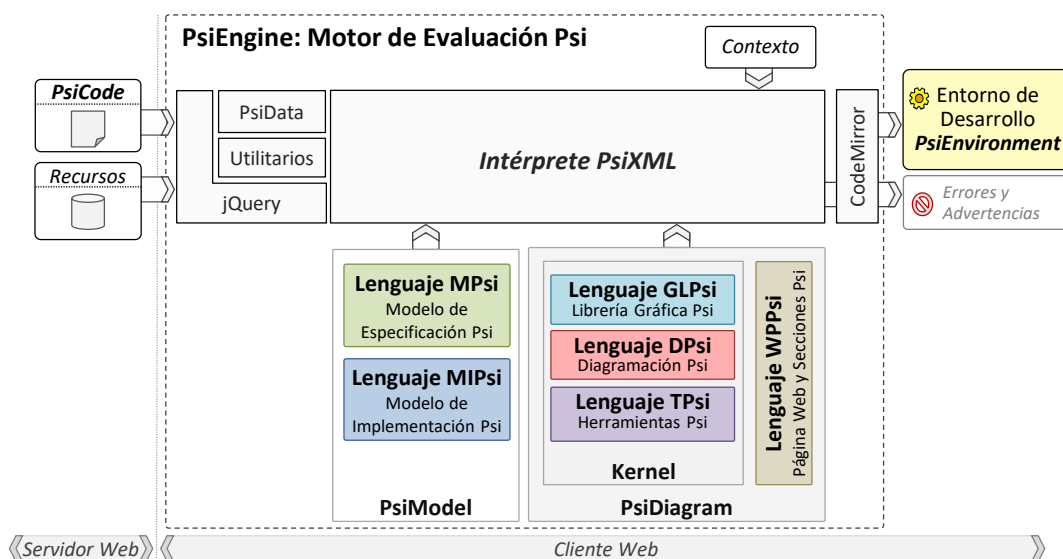 PsiEngine: Motor de Evaluación Psi
Contexto
PsiCode
Recursos
PsiData
Utilitarios
jQuery
Intérprete PsiXML
CodeMirror
Entorno de
Desarrollo
PsiEnvironment
Errores y
Advertencias
Lenguaje MPsi
Modelo de
Especificación Psi
Lenguaje MIPsi
Modelo de
Implementación Psi
PsiModel
Lenguaje GLPsi
Librería Gráfica Psi
Lenguaje DPsi
Diagramación Psi
Lenguaje TPsi
Herramientas Psi
Kernel
Lenguaje WPPsi
Página Web y Secciones Psi
PsiDiagram
Servidor Web
Cliente Web